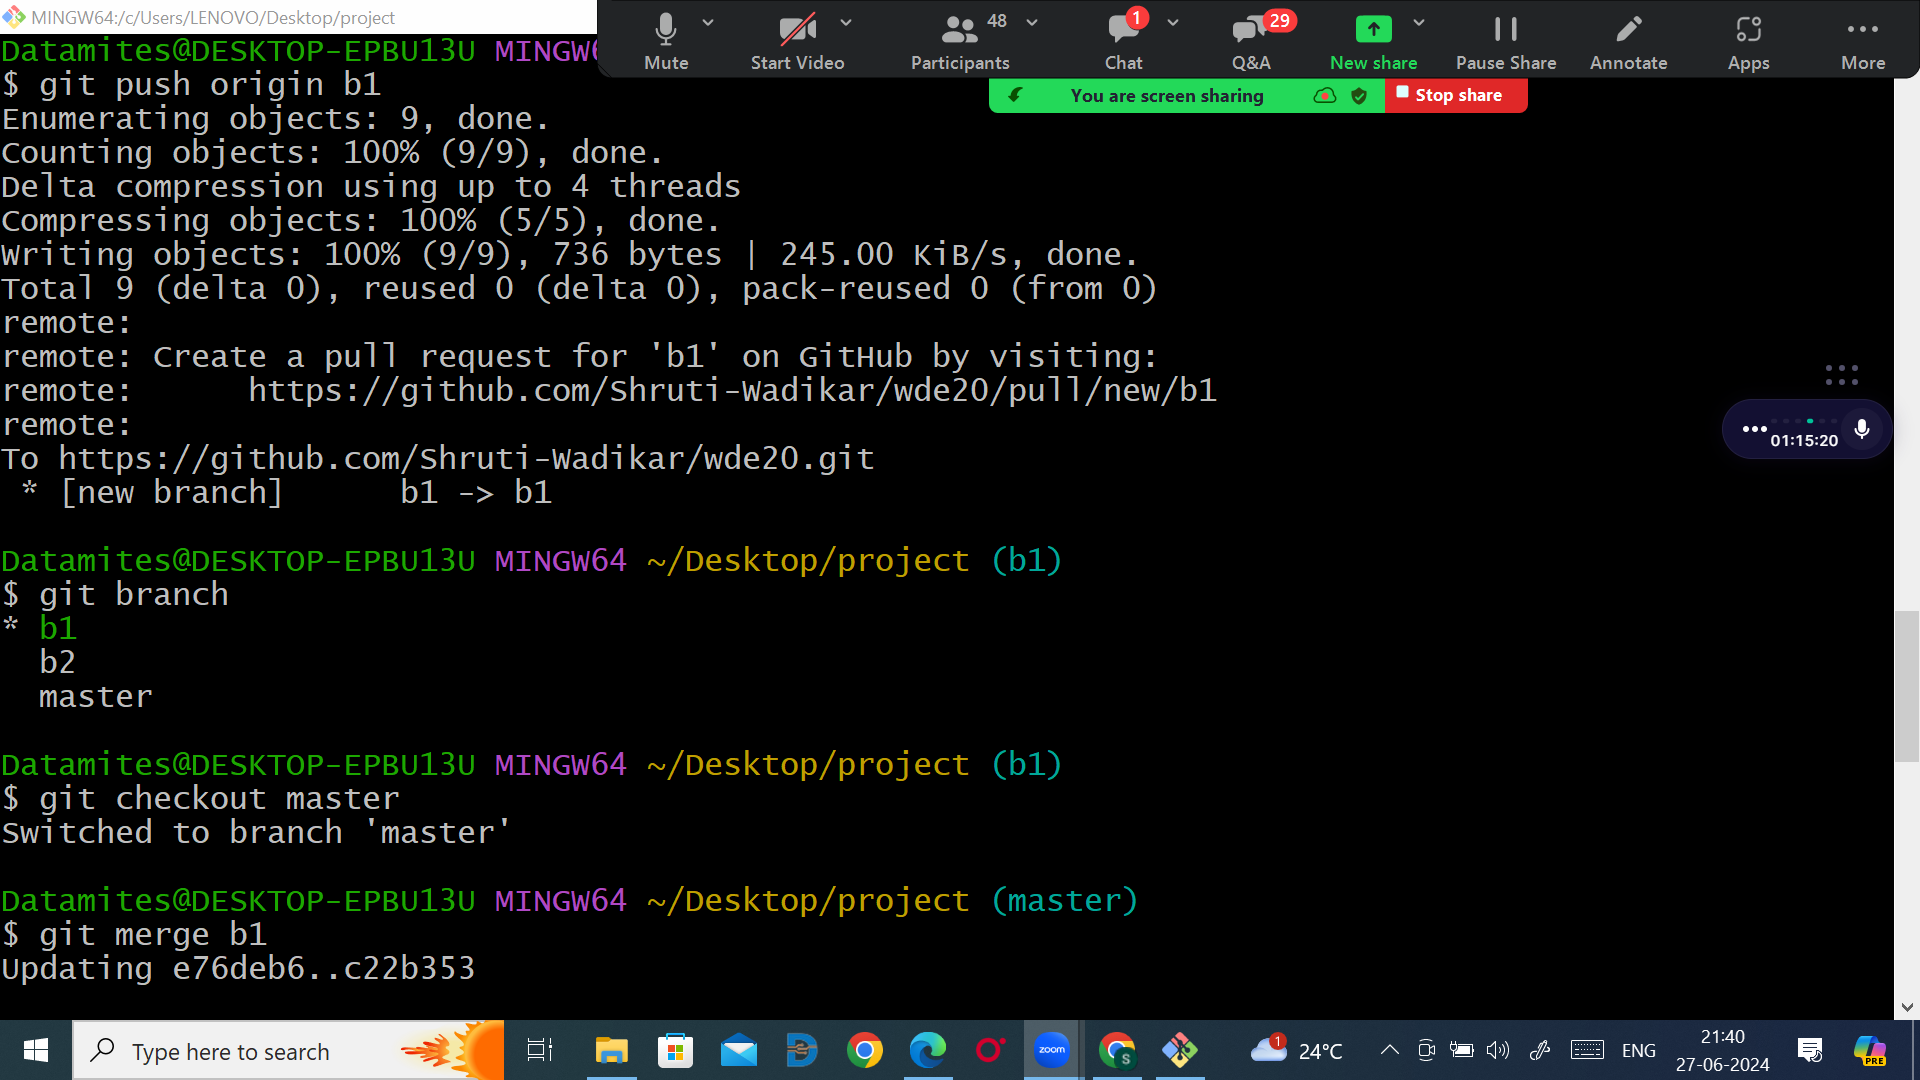 MINGW64:/c/Users/LENOVO/Desktop/project
Mute
Start Video
48
Participants
1
Chat
29
Q&A
New share
Pause Share
Annotate
Apps
More
You are screen sharing
Stop share
Datamites@DESKTOP-EPBU13U MINGW6
$ git push origin b1
Enumerating objects: 9, done.
Counting objects: 100% (9/9), done.
Delta compression using up to 4 threads
Compressing objects: 100% (5/5), done.
Writing objects: 100% (9/9), 736 bytes | 245.00 KiB/s, done.
Total 9 (delta 0), reused 0 (delta 0), pack-reused 0 (from 0)
remote:
remote: Create a pull request for 'b1' on GitHub by visiting:
remote:      https://github.com/Shruti-Wadikar/wde20/pull/new/b1
remote:
To https://github.com/Shruti-Wadikar/wde20.git
 * [new branch]      b1 -> b1
01:15:20
Datamites@DESKTOP-EPBU13U MINGW64 ~/Desktop/project (b1)
$ git branch
* b1
  b2
  master
Datamites@DESKTOP-EPBU13U MINGW64 ~/Desktop/project (b1)
$ git checkout master
Switched to branch 'master'
Datamites@DESKTOP-EPBU13U MINGW64 ~/Desktop/project (master)
$ git merge b1
Updating e76deb6..c22b353
Type here to search
zoom
S
1
24°C
ENG
21:40
27-06-2024
PRE